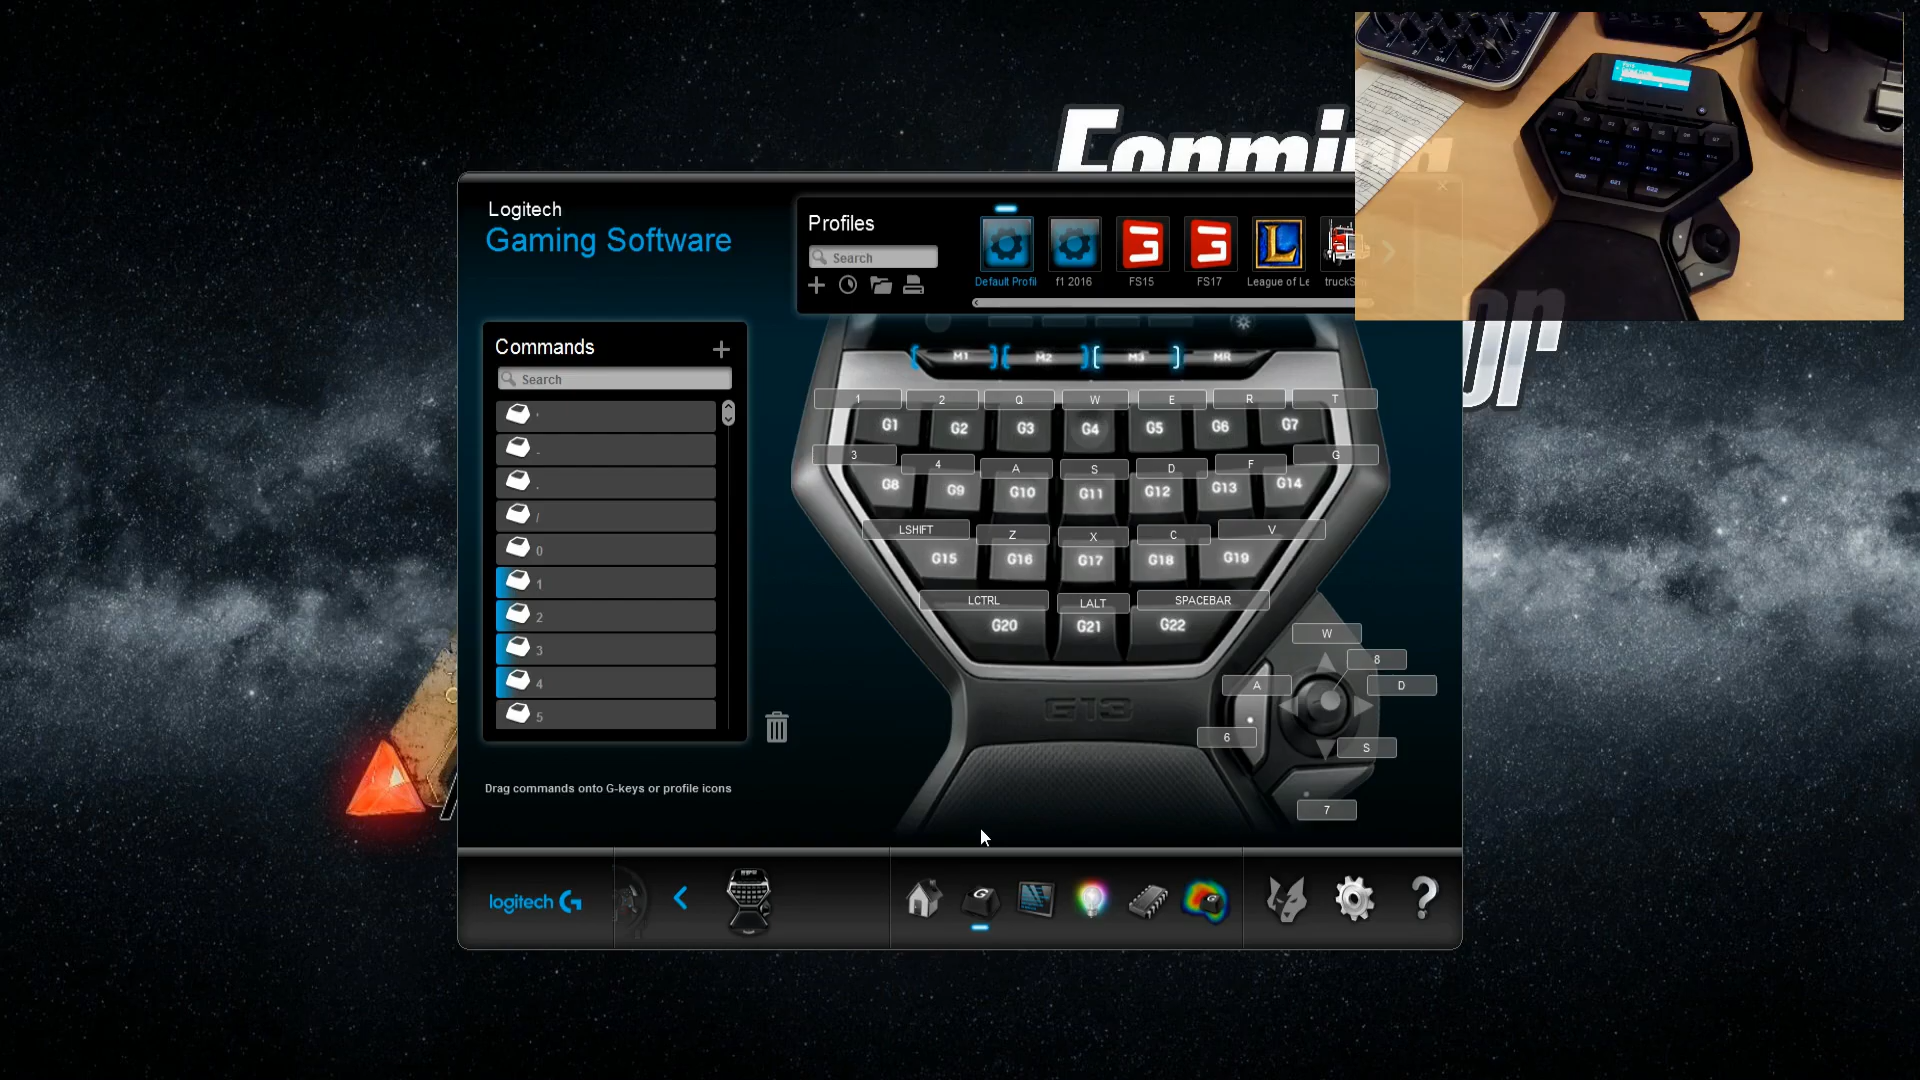 Logitech
Gaming Software
Profiles
Search
Default Profil
f1 2016
FS15
FS17
League of Le
truckS
Commands
Search
'
-
.
/
0
1
2
3
4
5
Drag commands onto G-keys or profile icons
M1
M2
M3
MR
1
2
Q
W
E
R
T
G1
G2
G3
G4
G5
G6
G7
3
4
A
S
D
F
G
G8
G9
G10
G11
G12
G13
G14
LSHIFT
Z
X
C
V
G15
G16
G17
G18
G19
LCTRL
LALT
SPACEBAR
G20
G21
G22
G13
W
8
A
D
6
S
7
logitech G